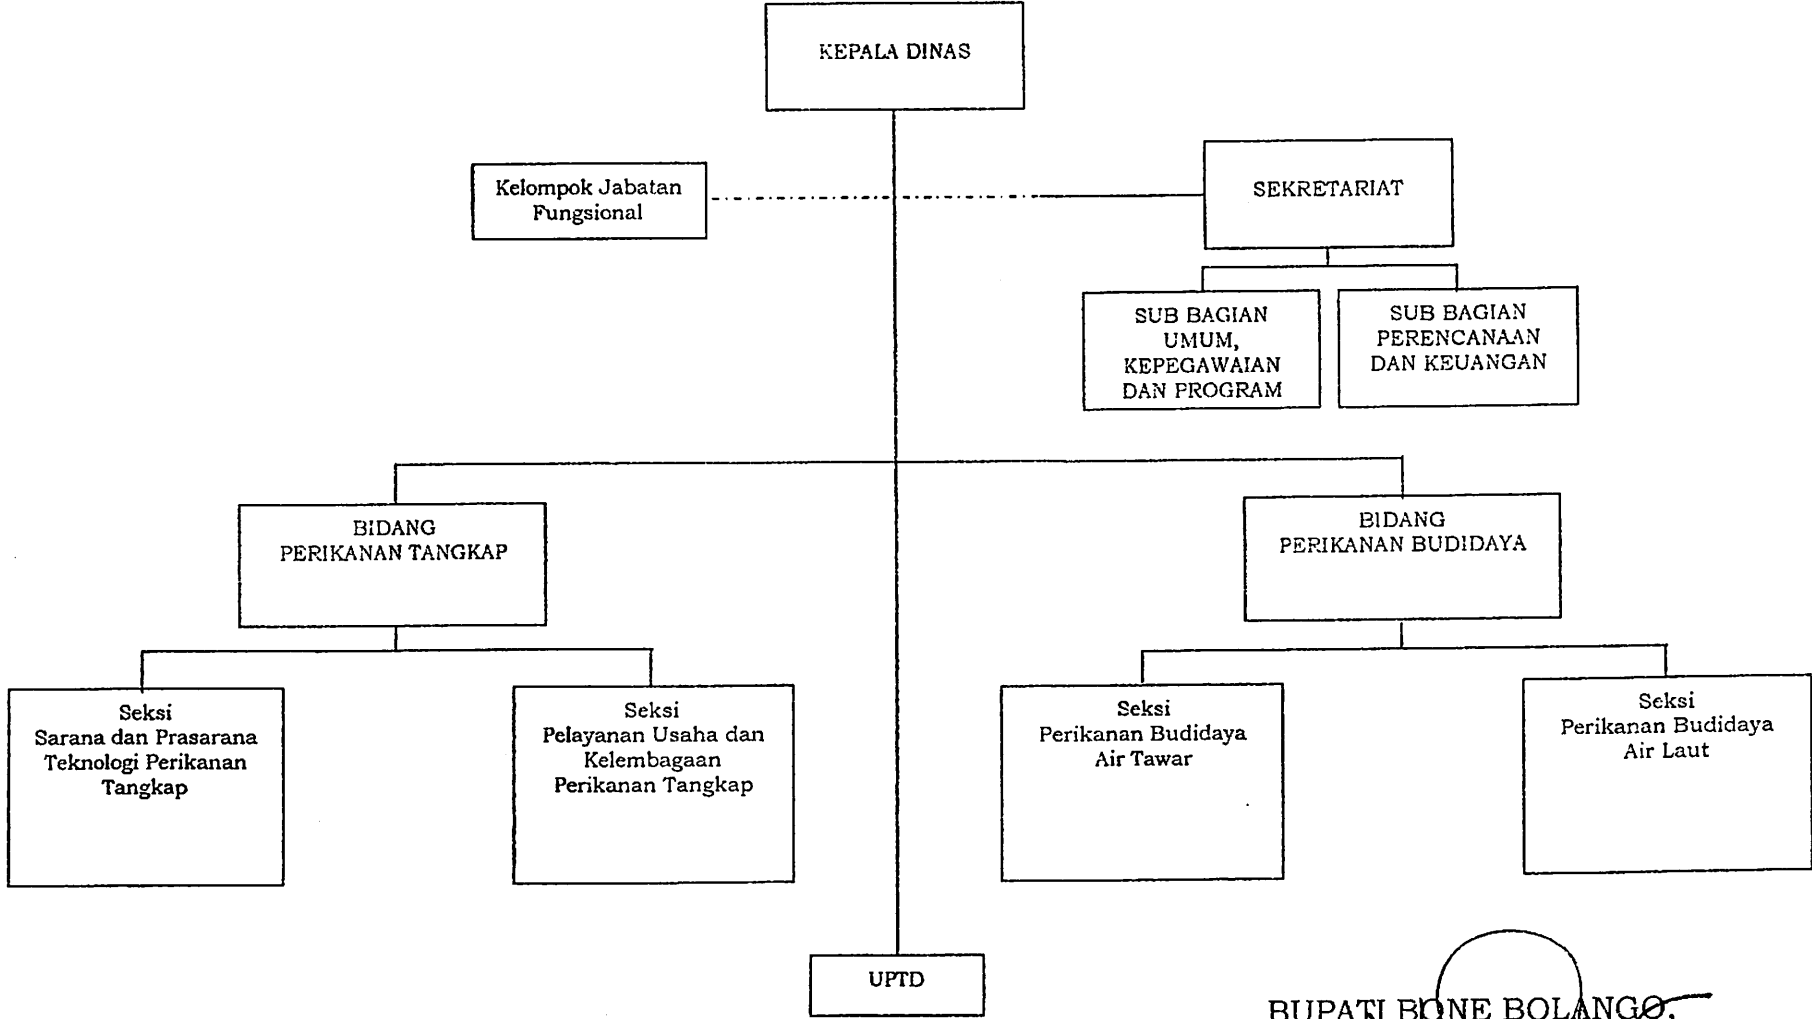 KEPALA DINAS
Kelompok Jabatan
Fungsional
SEKRETARIAT
SUB BAGIAN
UMUM,
KEPEGAWAIAN
DAN PROGRAM
SUB BAGIAN
PERENCANAAN
DAN KEUANGAN
BIDANG
PERIKANAN TANGKAP
BIDANG
PERIKANAN BUDIDAYA
Seksi
Sarana dan Prasarana
Teknologi Perikanan
Tangkap
Seksi
Pelayanan Usaha dan
Kelembagaan
Perikanan Tangkap
Seksi
Perikanan Budidaya
Air Tawar
Seksi
Perikanan Budidaya
Air Laut
UPTD
BUPATI BONE BOLANGO,